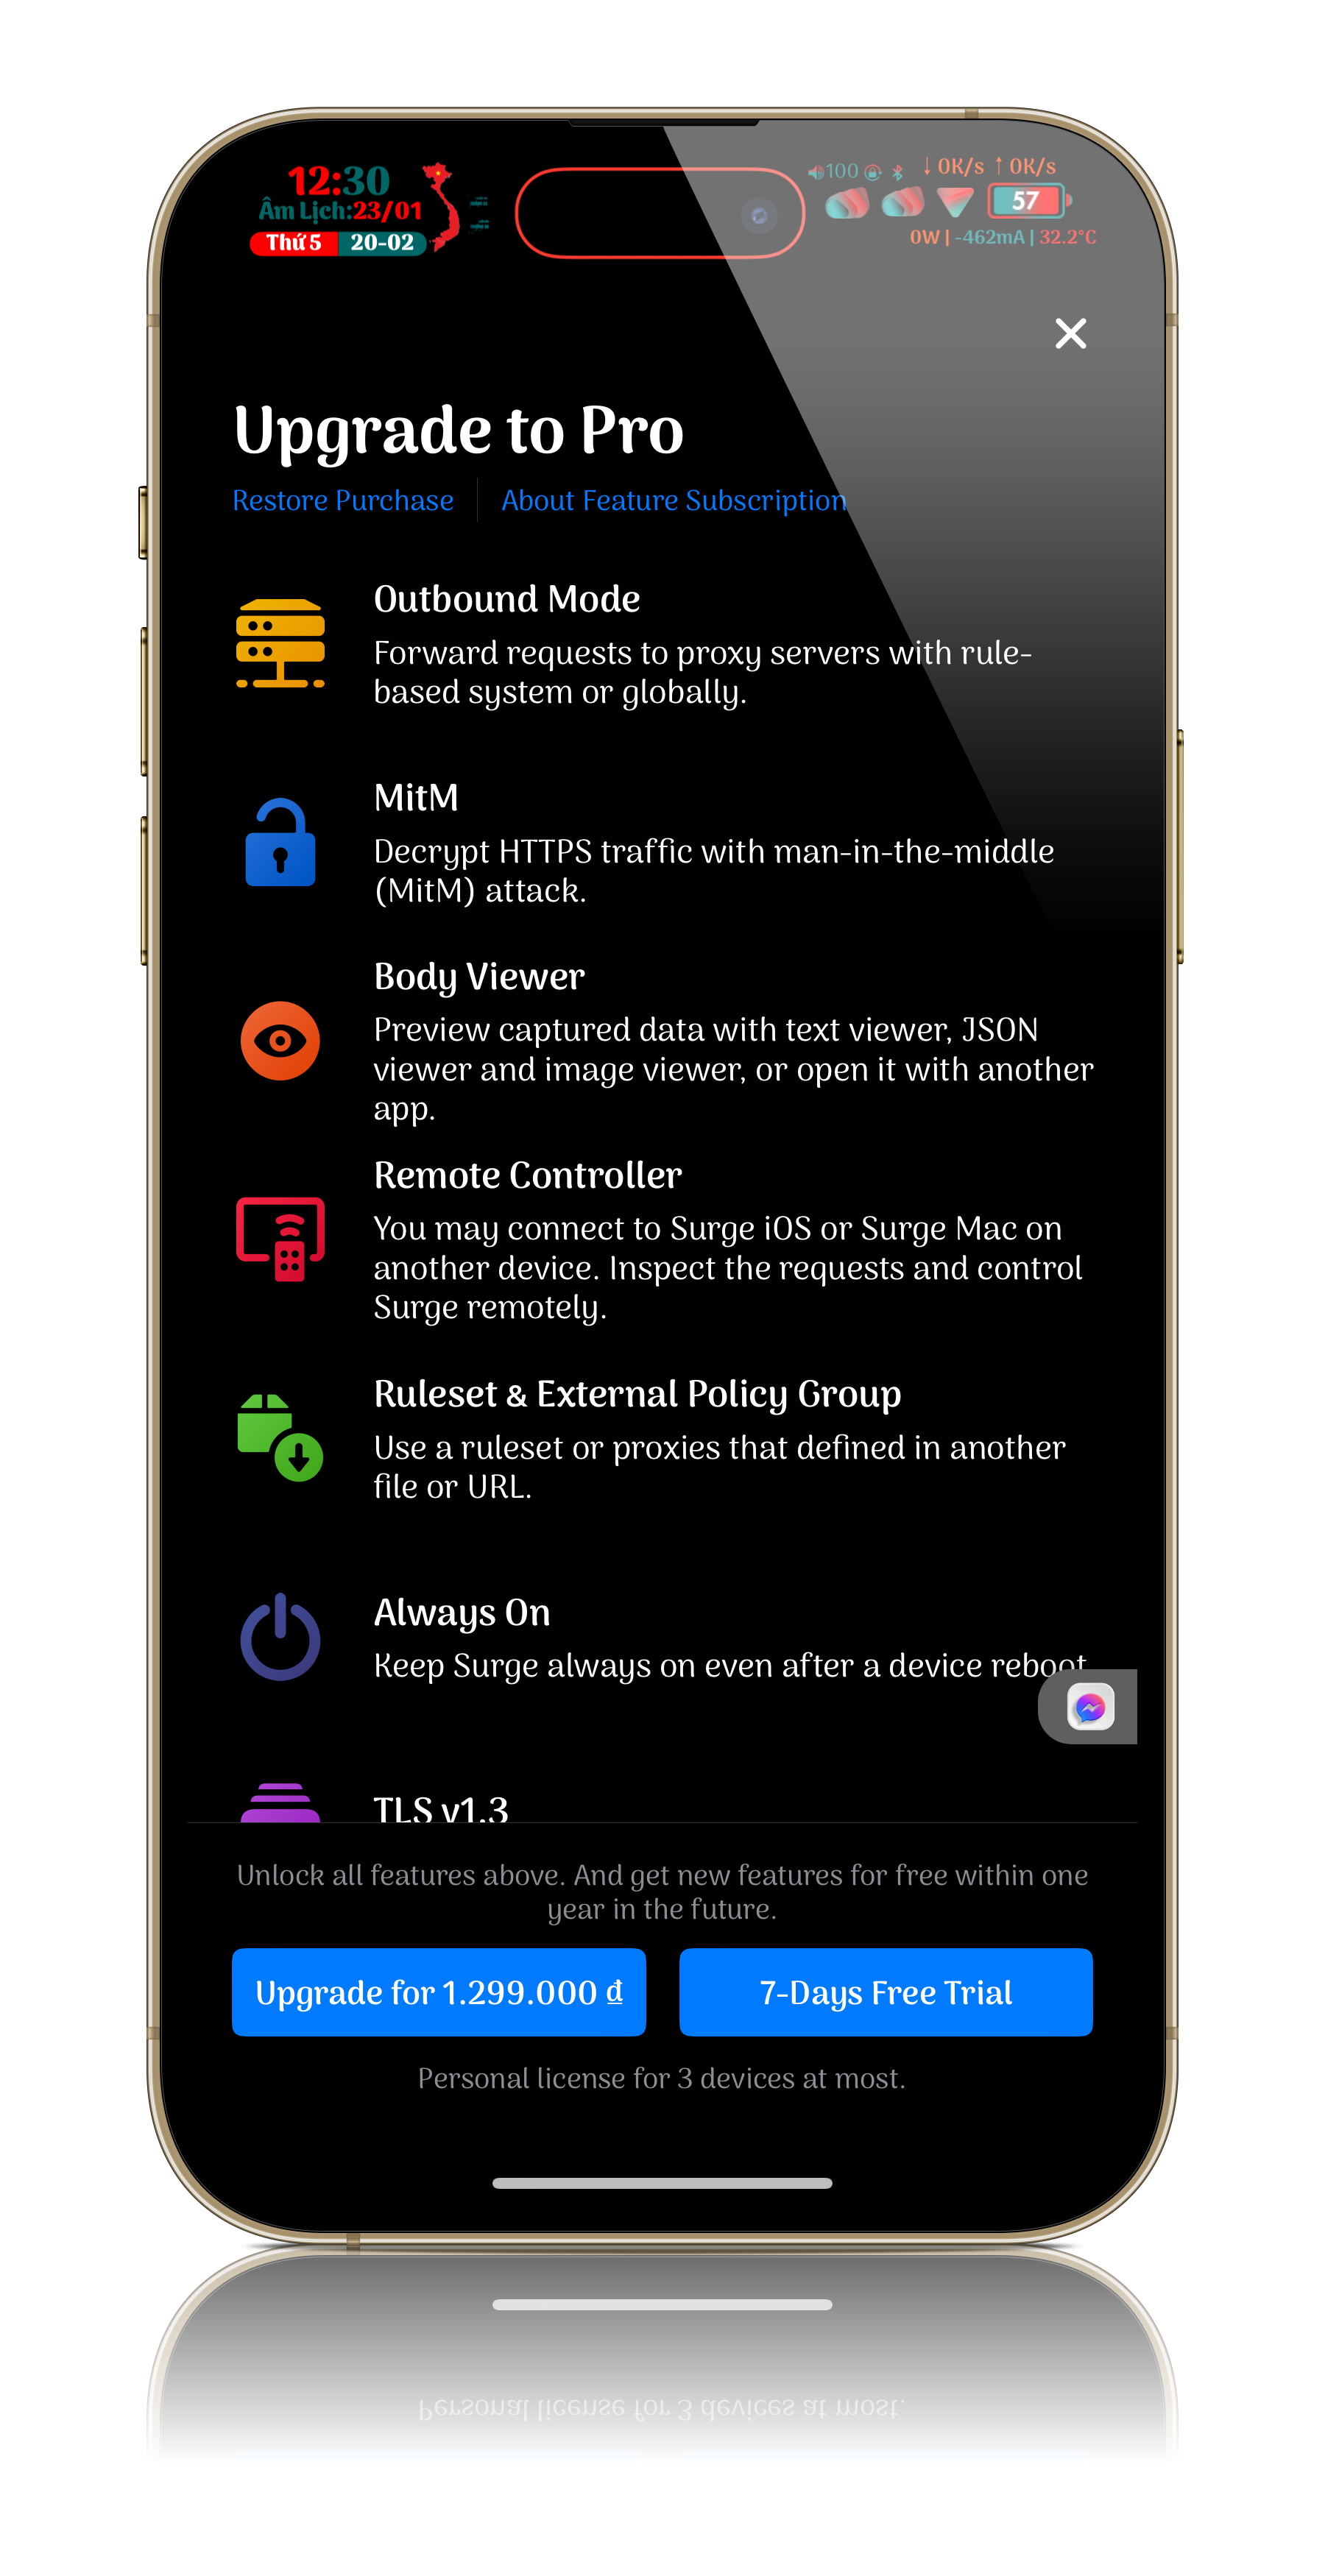 12:30
Âm Lịch:23/01
Thứ 5 20-02
100
↓ 0K/s ↑ 0K/s
57
0W | -462mA | 32.2°C
Upgrade to Pro
Restore Purchase
About Feature Subscription
Outbound Mode
Forward requests to proxy servers with rule-
based system or globally.
MitM
Decrypt HTTPS traffic with man-in-the-middle
(MitM) attack.
Body Viewer
Preview captured data with text viewer, JSON
viewer and image viewer, or open it with another
app.
Remote Controller
You may connect to Surge iOS or Surge Mac on
another device. Inspect the requests and control
Surge remotely.
Ruleset & External Policy Group
Use a ruleset or proxies that defined in another
file or URL.
Always On
Keep Surge always on even after a device reboot
TLS v1.3
Unlock all features above. And get new features for free within one
year in the future.
Upgrade for 1.299.000 ₫
7-Days Free Trial
Personal license for 3 devices at most.
Personal license for 3 devices at most.